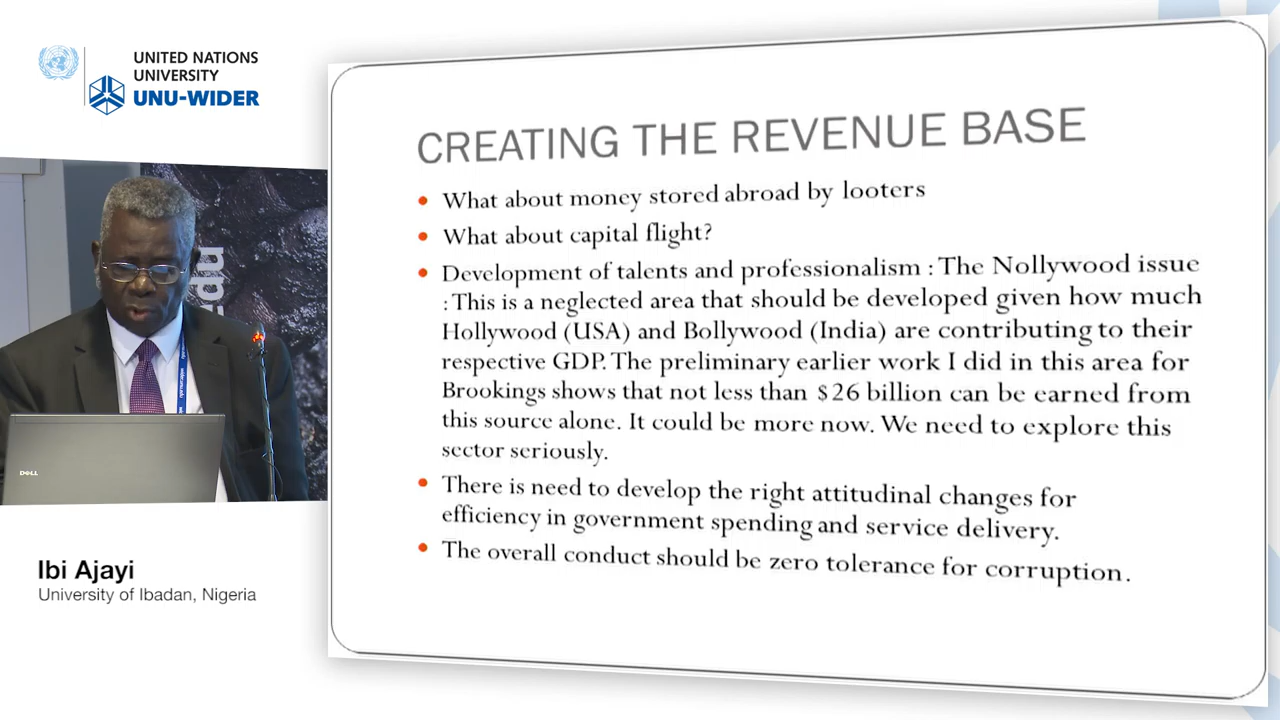 UNITED NATIONS
UNIVERSITY
UNU-WIDER
CREATING THE REVENUE BASE
What about money stored abroad by looters
What about capital flight?
Development of talents and professionalism : The Nollywood issue
: This is a neglected area that should be developed given how much
Hollywood (USA) and Bollywood (India) are contributing to their
respective GDP. The preliminary earlier work I did in this area for
Brookings shows that not less than $26 billion can be earned from
this source alone. It could be more now. We need to explore this
sector seriously.
There is need to develop the right attitudinal changes for
efficiency in government spending and service delivery.
The overall conduct should be zero tolerance for corruption.
DELL
Ibi Ajayi
University of Ibadan, Nigeria